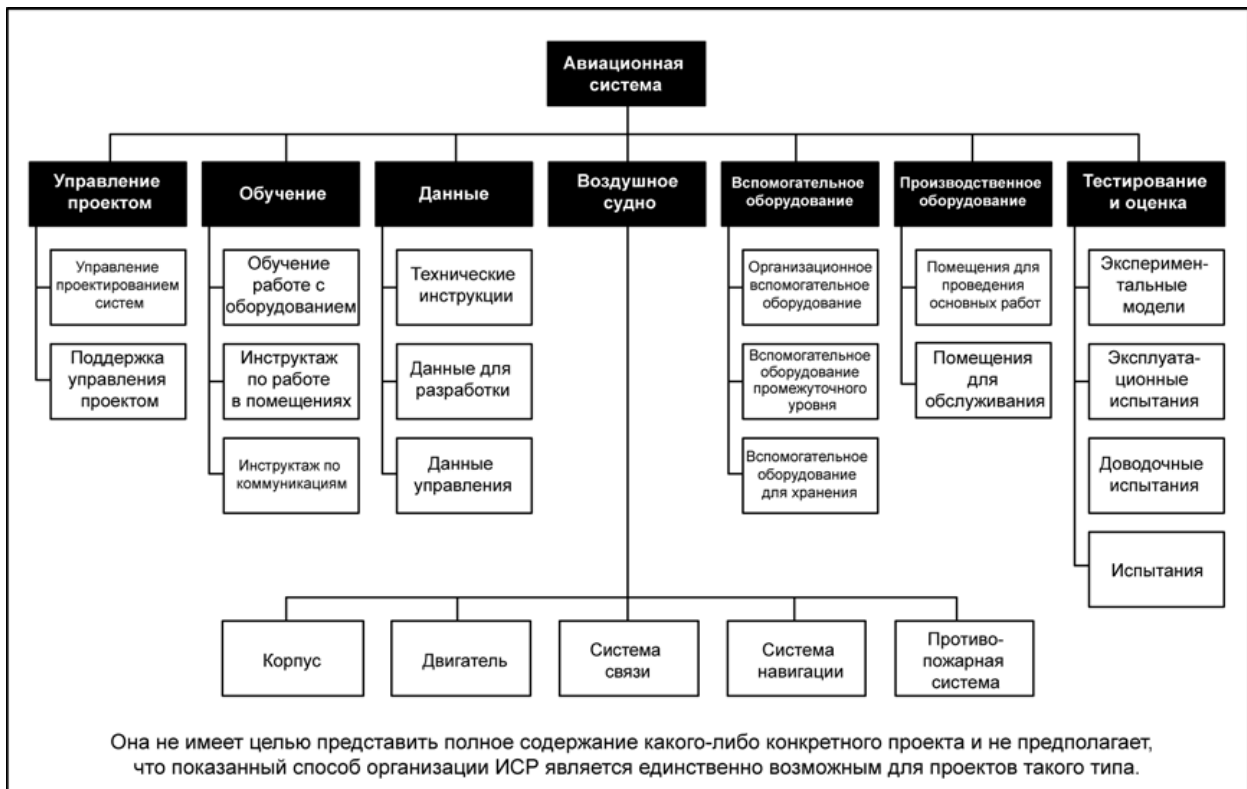 Авиационная
система
Управление
проектом
Обучение
Данные
Воздушное
судно
Вспомогательное
оборудование
Производственное
оборудование
Тестирование
и оценка
Управление
проектированием
систем
Поддержка
управления
проектом
Обучение
работе с
оборудованием
Инструктаж
по работе
в помещениях
Инструктаж по
коммуникациям
Технические
инструкции
Данные для
разработки
Данные
управления
Организационное
вспомогательное
оборудование
Вспомогательное
оборудование
промежуточного
уровня
Вспомогательное
оборудование
для хранения
Помещения для
проведения
основных работ
Помещения
для
обслуживания
Эксперимен-
тальные
модели
Эксплуата-
ционные
испытания
Доводочные
испытания
Испытания
Корпус
Двигатель
Система
связи
Система
навигации
Противо-
пожарная
система
Она не имеет целью представить полное содержание какого-либо конкретного проекта и не предполагает,
что показанный способ организации ИСР является единственно возможным для проектов такого типа.